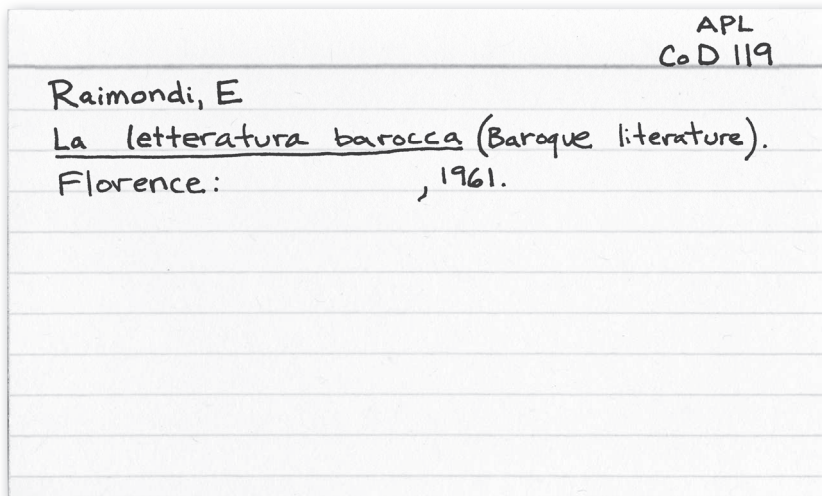 APL
CoD 119
Raimondi, E
La letteratura barocca (Baroque literature).
Florence: , 1961.